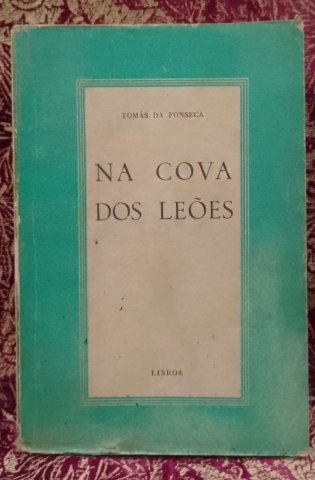 TOMÁS DA FONSECA
NA COVA
DOS LEÕES
LISBOA